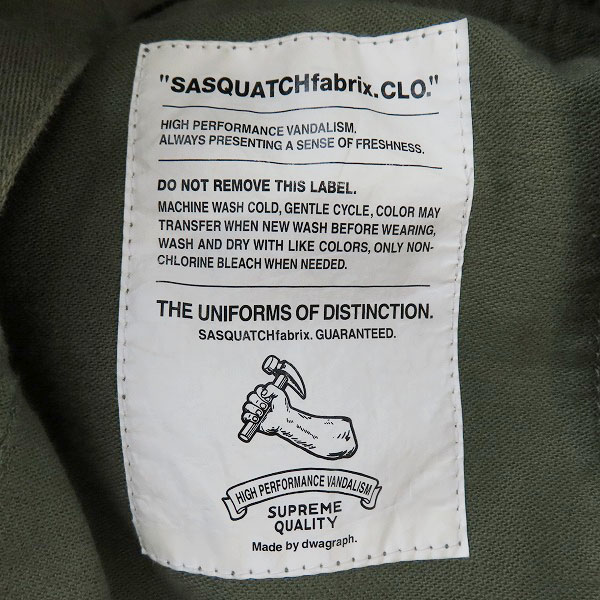 "SASQUATCHfabrix.CLO."
HIGH PERFORMANCE VANDALISM.
ALWAYS PRESENTING A SENSE OF FRESHNESS.
DO NOT REMOVE THIS LABEL.
MACHINE WASH COLD, GENTLE CYCLE, COLOR MAY
TRANSFER WHEN NEW WASH BEFORE WEARING,
WASH AND DRY WITH LIKE COLORS, ONLY NON-
CHLORINE BLEACH WHEN NEEDED.
THE UNIFORMS OF DISTINCTION.
SASQUATCHfabrix. GUARANTEED.
HIGH PERFORMANCE VANDALISM
SUPREME
QUALITY
Made by dwagraph.